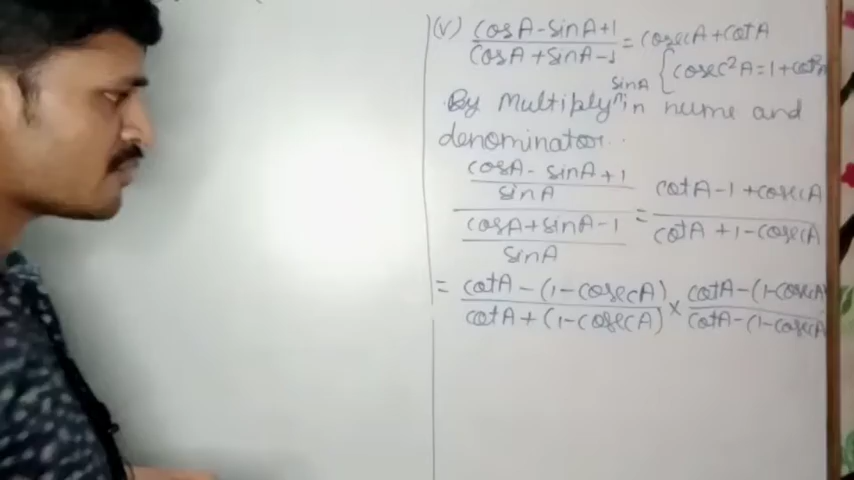 (v) cosA-sinA+1 / cosA+sinA-1 = cosecA+cotA
{cosec²A=1+cot²A
sinA
By multiplying in nume and
denominator..
(cosA-sinA+1 / sinA) / (cosA+sinA-1 / sinA) = cotA-1+cosecA / cotA+1-cosecA
= cotA-(1-cosecA) / cotA+(1-cosecA) × cotA-(1-cosecA / cotA-(1-cosecA